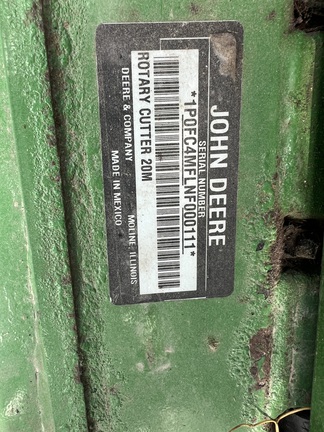 JOHN DEERE
SERIAL NUMBER
*1P0FC4MFLNF000111*
ROTARY CUTTER 20M
DEERE & COMPANY MOLINE, ILLINOIS
MADE IN MEXICO